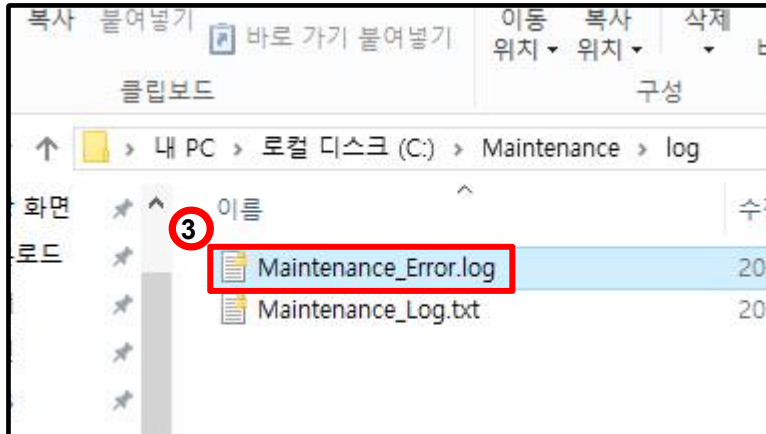 복사 붙여넣기
바로 가기 붙여넣기
이동 위치
복사 위치
삭제
클립보드
구성
내 PC > 로컬 디스크 (C:) > Maintenance > log
화면
이름
로드
③
Maintenance_Error.log
20
Maintenance_Log.txt
20